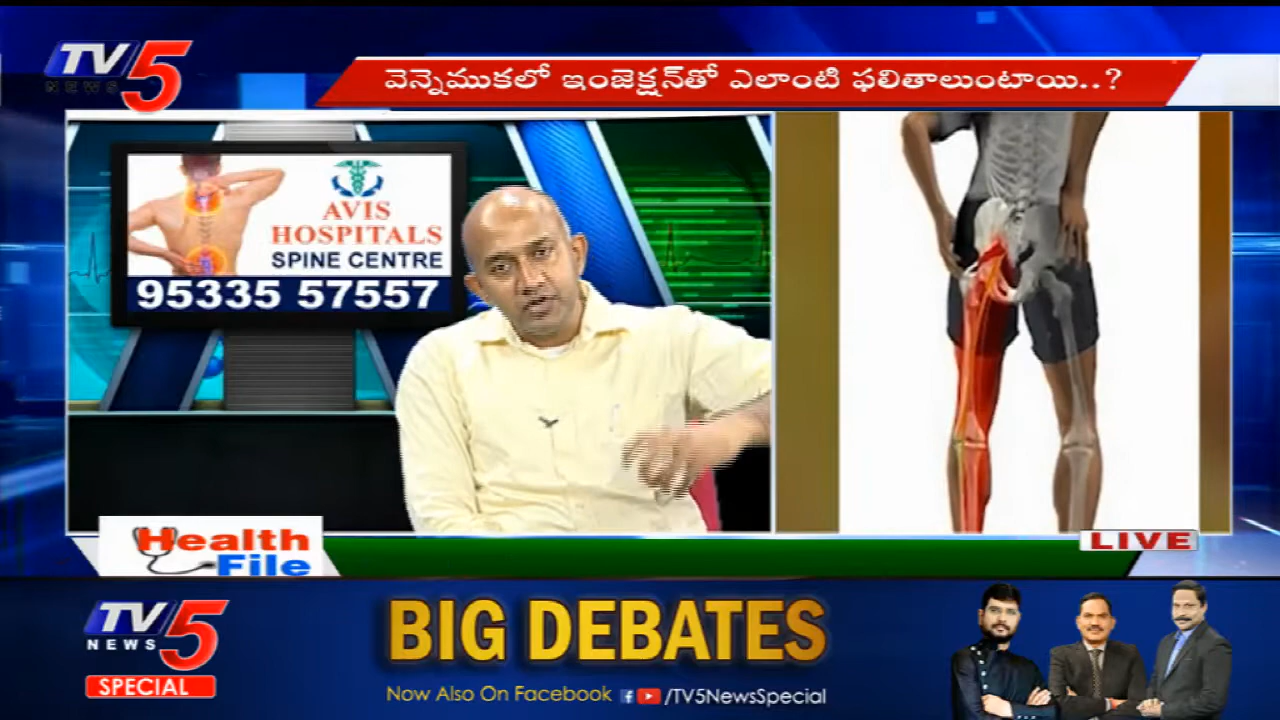 TV5
NEWS
వెన్నెముకలో ఇంజెక్షన్‌తో ఎలాంటి ఫలితాలుంటాయి..?
AVIS
HOSPITALS
SPINE CENTRE
95335 57557
Health
File
LIVE
TV5
NEWS
SPECIAL
BIG DEBATES
Now Also On Facebook /TV5NewsSpecial